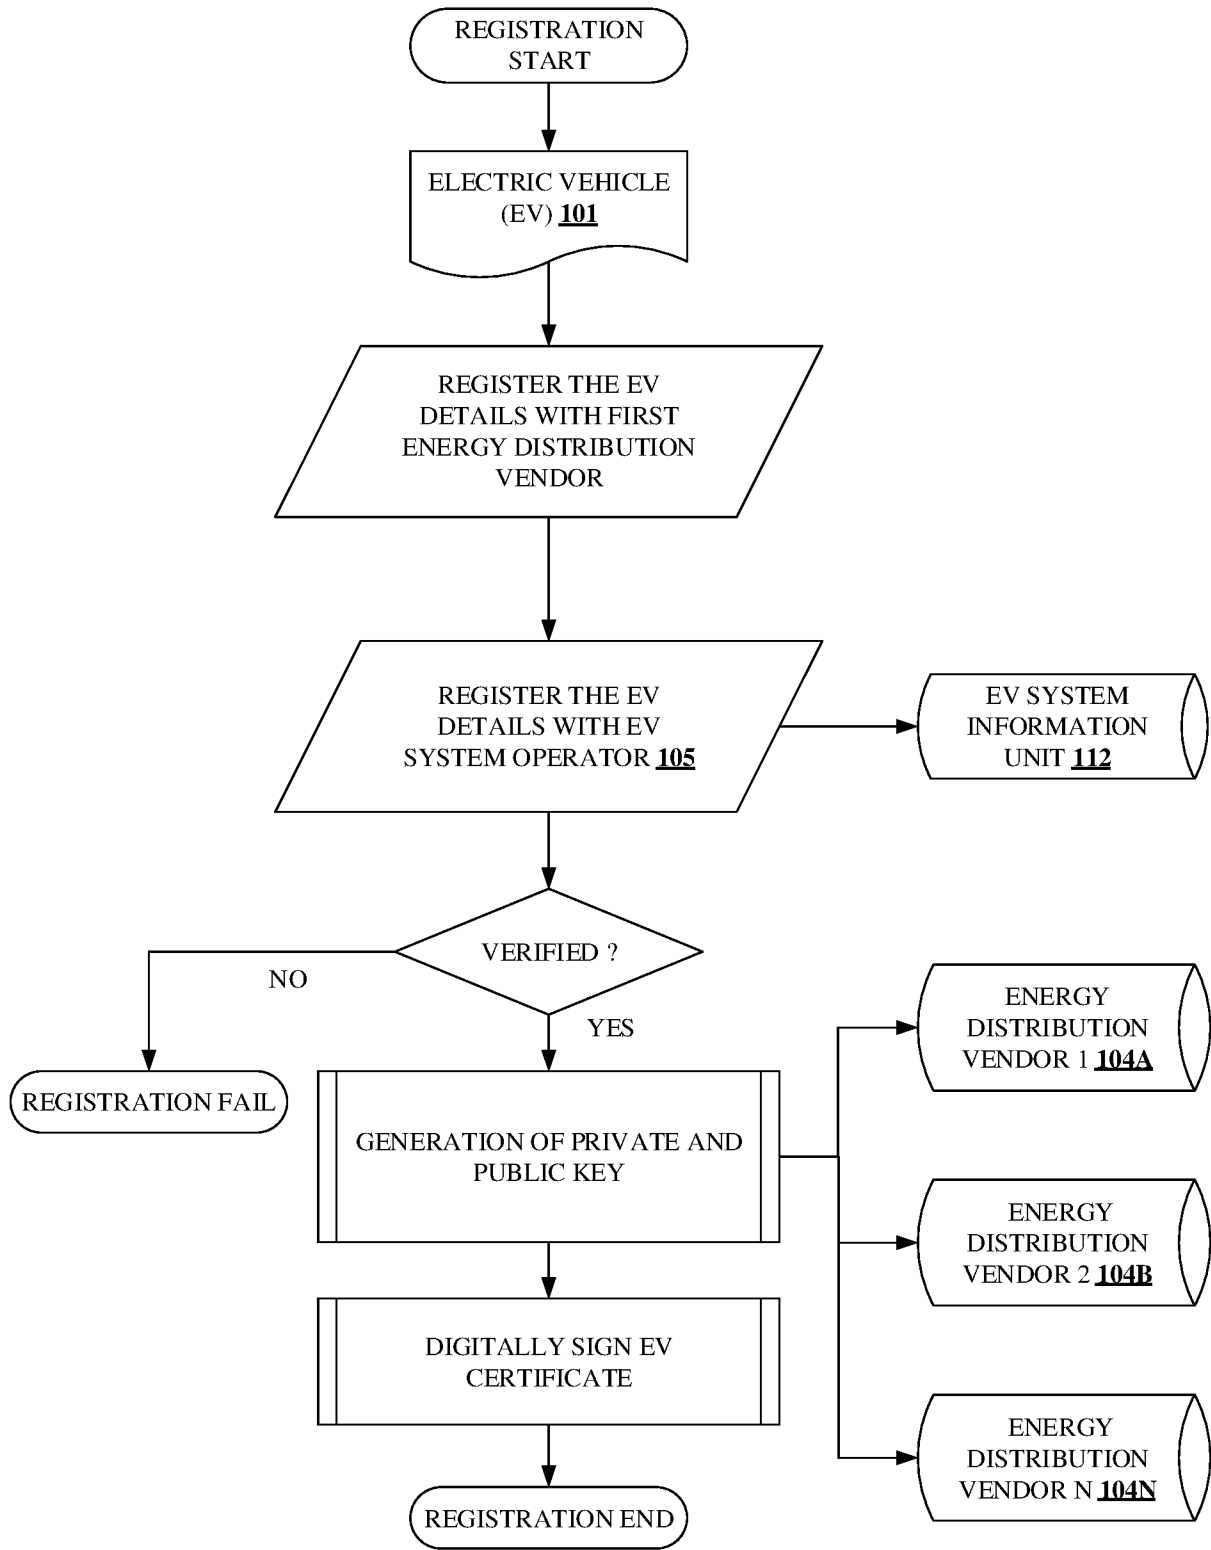 REGISTRATION
START
ELECTRIC VEHICLE
(EV) 101
REGISTER THE EV
DETAILS WITH FIRST
ENERGY DISTRIBUTION
VENDOR
REGISTER THE EV
DETAILS WITH EV
SYSTEM OPERATOR 105
EV SYSTEM
INFORMATION
UNIT 112
VERIFIED ?
NO
YES
REGISTRATION FAIL
GENERATION OF PRIVATE AND
PUBLIC KEY
ENERGY
DISTRIBUTION
VENDOR 1 104A
ENERGY
DISTRIBUTION
VENDOR 2 104B
ENERGY
DISTRIBUTION
VENDOR N 104N
DIGITALLY SIGN EV
CERTIFICATE
REGISTRATION END